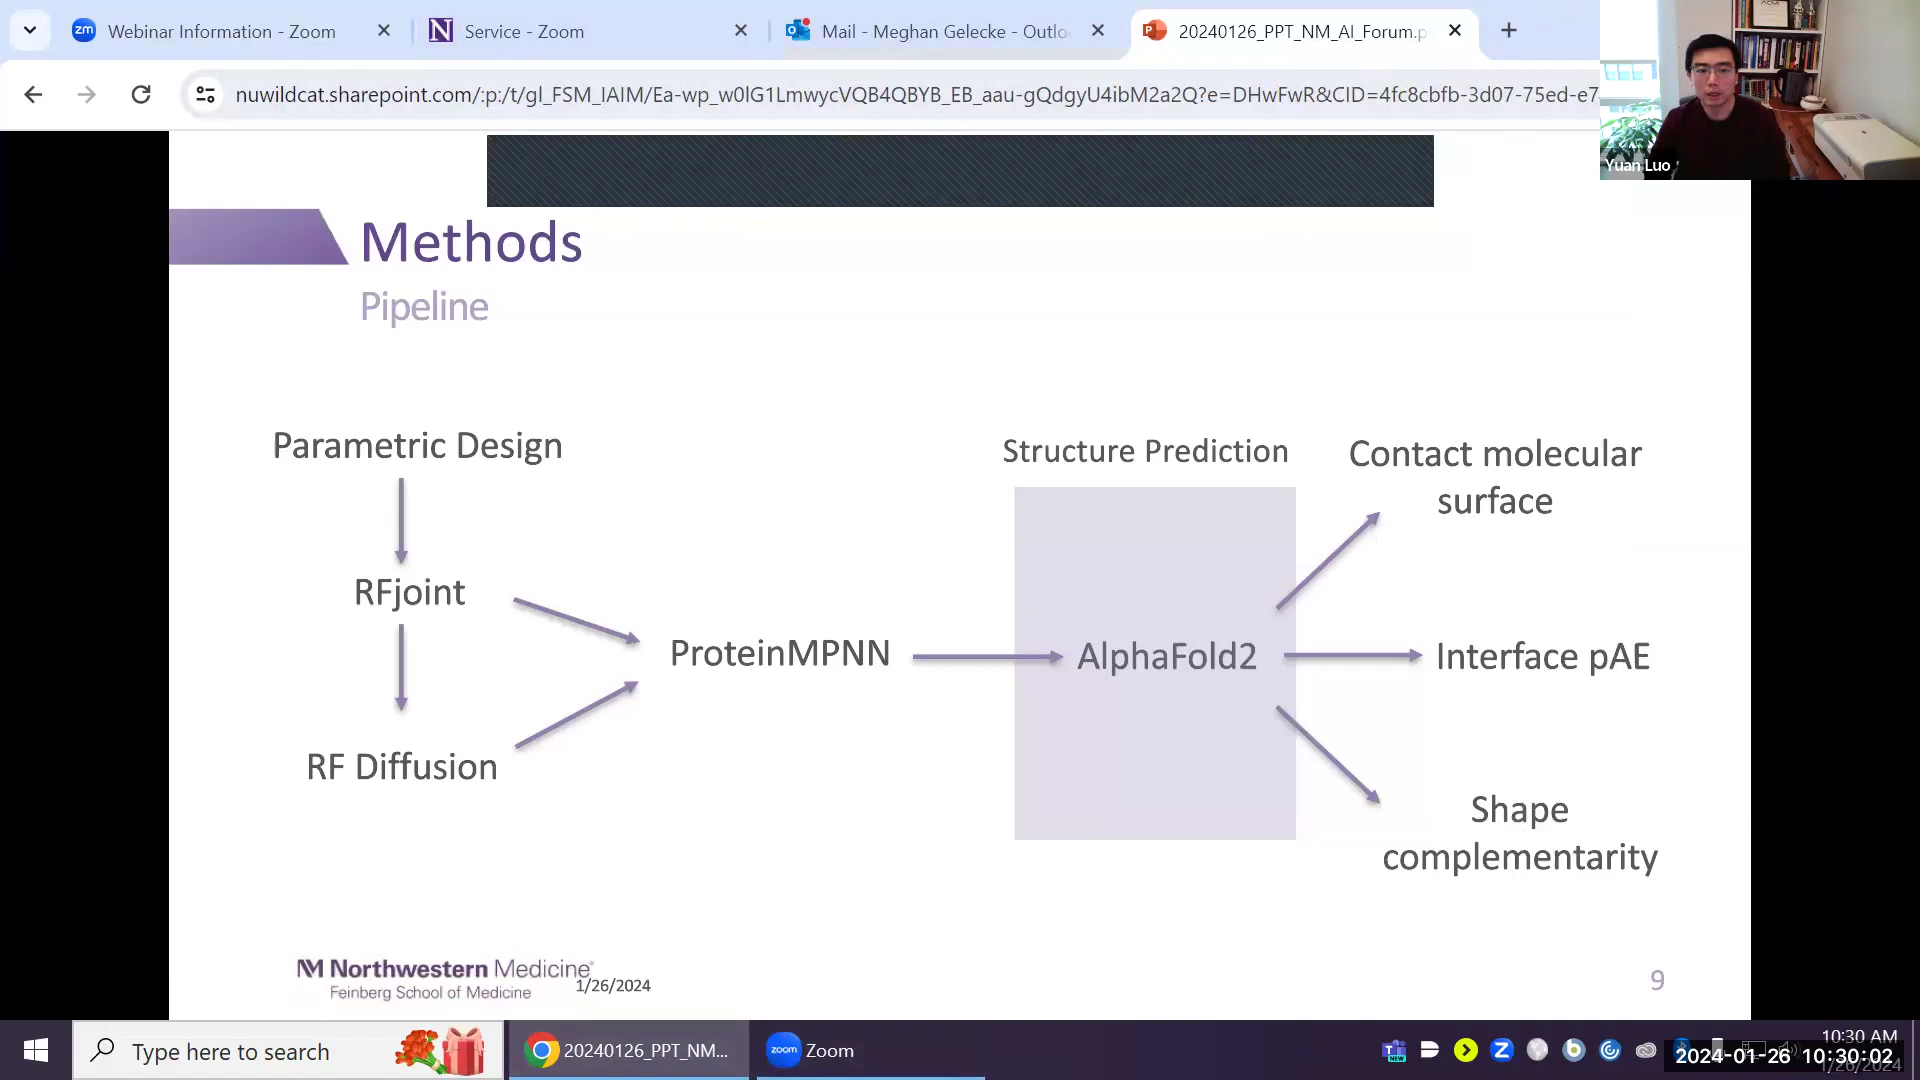 zm Webinar Information - Zoom
N Service - Zoom
Mail - Meghan Gelecke - Outlo
20240126_PPT_NM_AI_Forum.p
nuwildcat.sharepoint.com/:p:/t/gl_FSM_IAIM/Ea-wp_w0lG1LmwycVQB4QBYB_EB_aau-gQdgyU4ibM2a2Q?e=DHwFwR&CID=4fc8cbfb-3d07-75ed-e7
Yuan Luo
Methods
Pipeline
Parametric Design
RFjoint
RF Diffusion
ProteinMPNN
Structure Prediction
AlphaFold2
Contact molecular
surface
Interface pAE
Shape
complementarity
NM Northwestern Medicine®
Feinberg School of Medicine
1/26/2024
9
Type here to search
20240126_PPT_NM...
zoom Zoom
10:30 AM
2024-01-26 10:30:02
1/26/2024